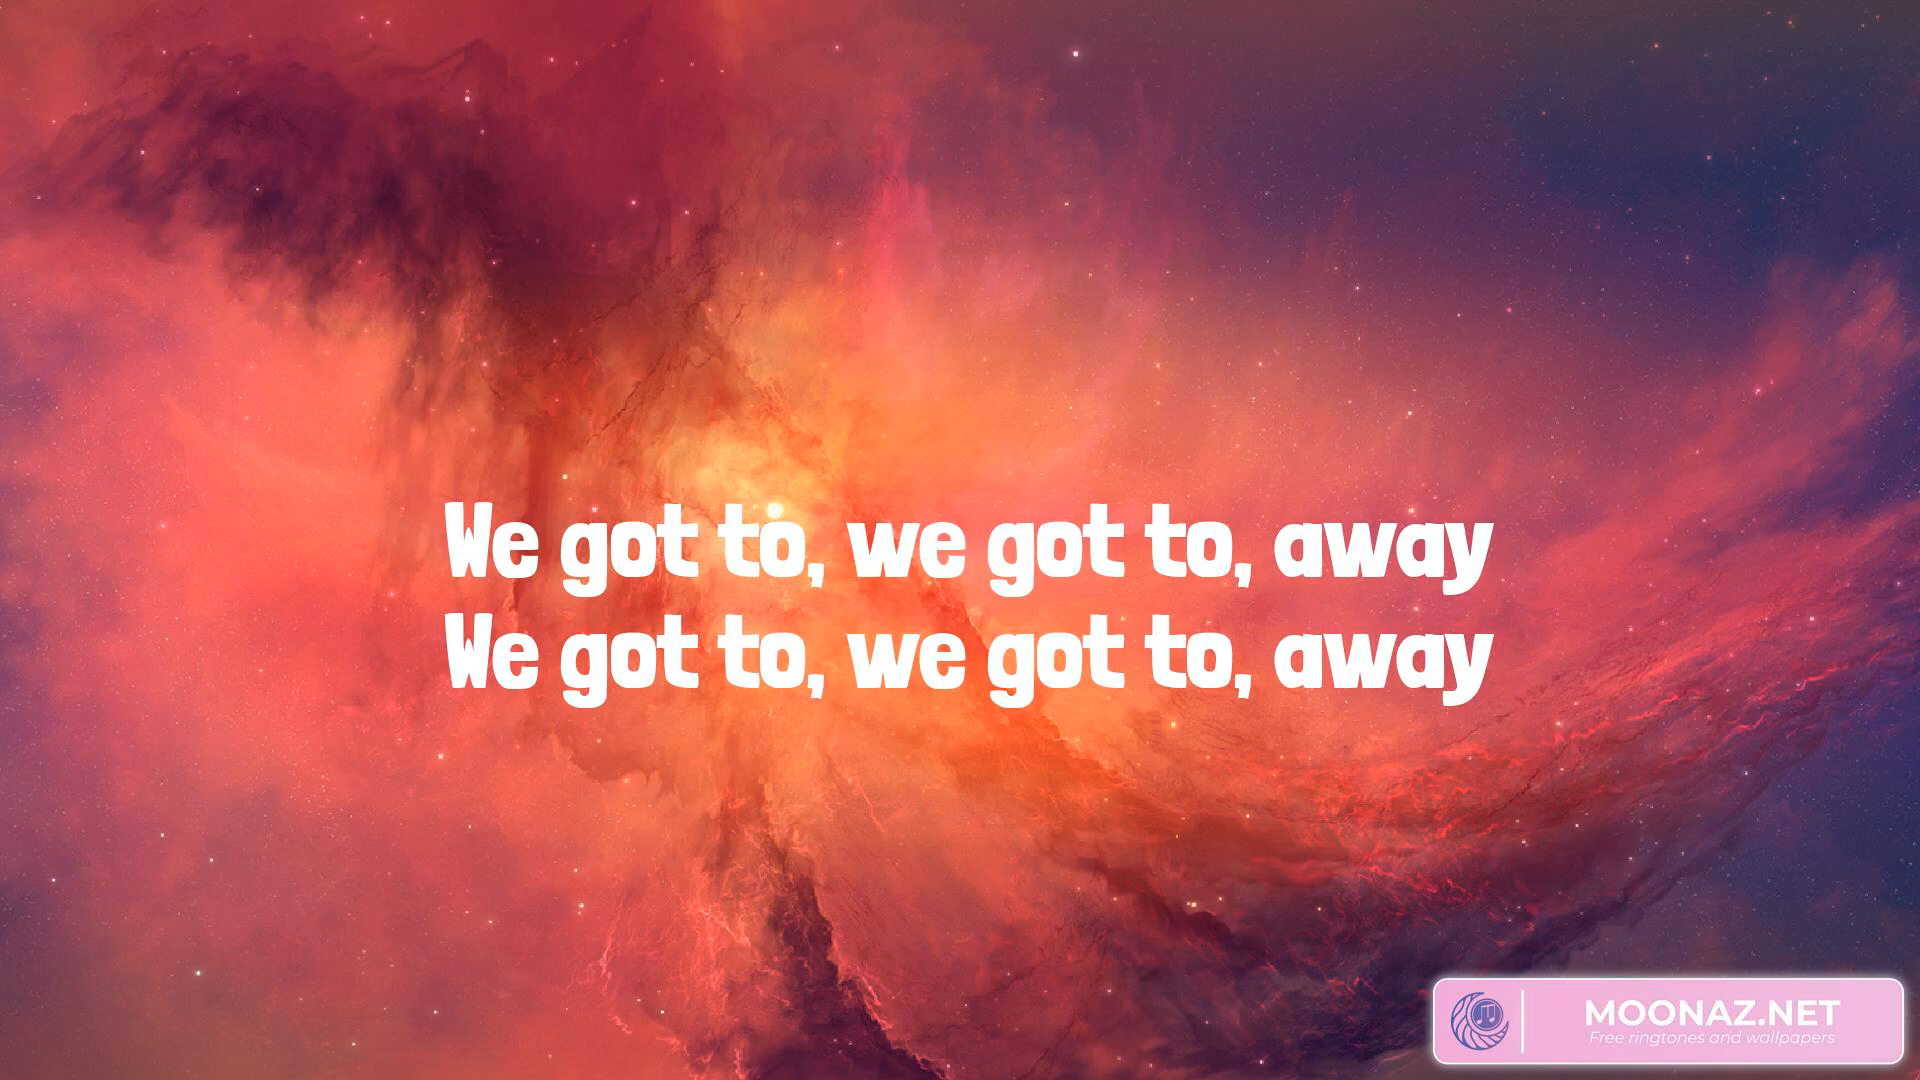 We got to, we got to, away
We got to, we got to, away
MOONAZ.NET
Free ringtones and wallpapers